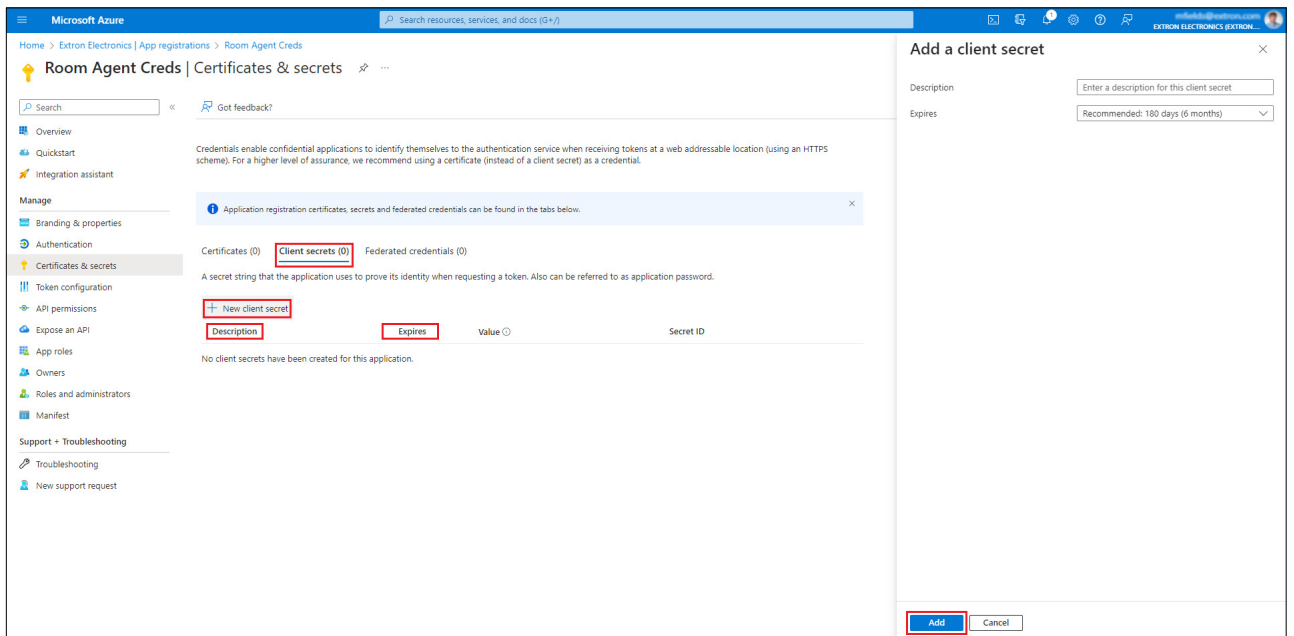 Microsoft Azure
Search resources, services, and docs (G+/)
1
mfields@extron.com
EXTRON ELECTRONICS (EXTRON...
Home > Extron Electronics | App registrations > Room Agent Creds
Room Agent Creds | Certificates & secrets
Search
Overview
Quickstart
Integration assistant
Manage
Branding & properties
Authentication
Certificates & secrets
Token configuration
API permissions
Expose an API
App roles
Owners
Roles and administrators
Manifest
Support + Troubleshooting
Troubleshooting
New support request
Got feedback?
Credentials enable confidential applications to identify themselves to the authentication service when receiving tokens at a web addressable location (using an HTTPS
scheme). For a higher level of assurance, we recommend using a certificate (instead of a client secret) as a credential.
Application registration certificates, secrets and federated credentials can be found in the tabs below.
Certificates (0) Client secrets (0) Federated credentials (0)
A secret string that the application uses to prove its identity when requesting a token. Also can be referred to as application password.
+ New client secret
Description Expires Value Secret ID
No client secrets have been created for this application.
Add a client secret
Description Enter a description for this client secret
Expires Recommended: 180 days (6 months)
Add Cancel